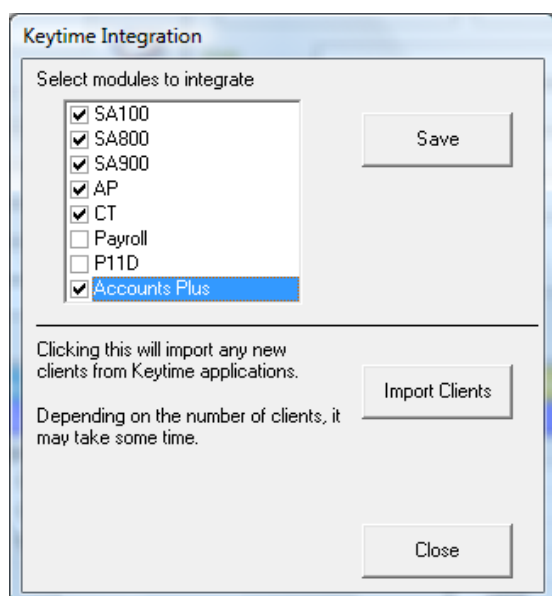 Keytime Integration
Select modules to integrate
SA100
SA800
SA900
AP
CT
Payroll
P11D
Accounts Plus
Save
Clicking this will import any new
clients from Keytime applications.
Depending on the number of clients, it
may take some time.
Import Clients
Close